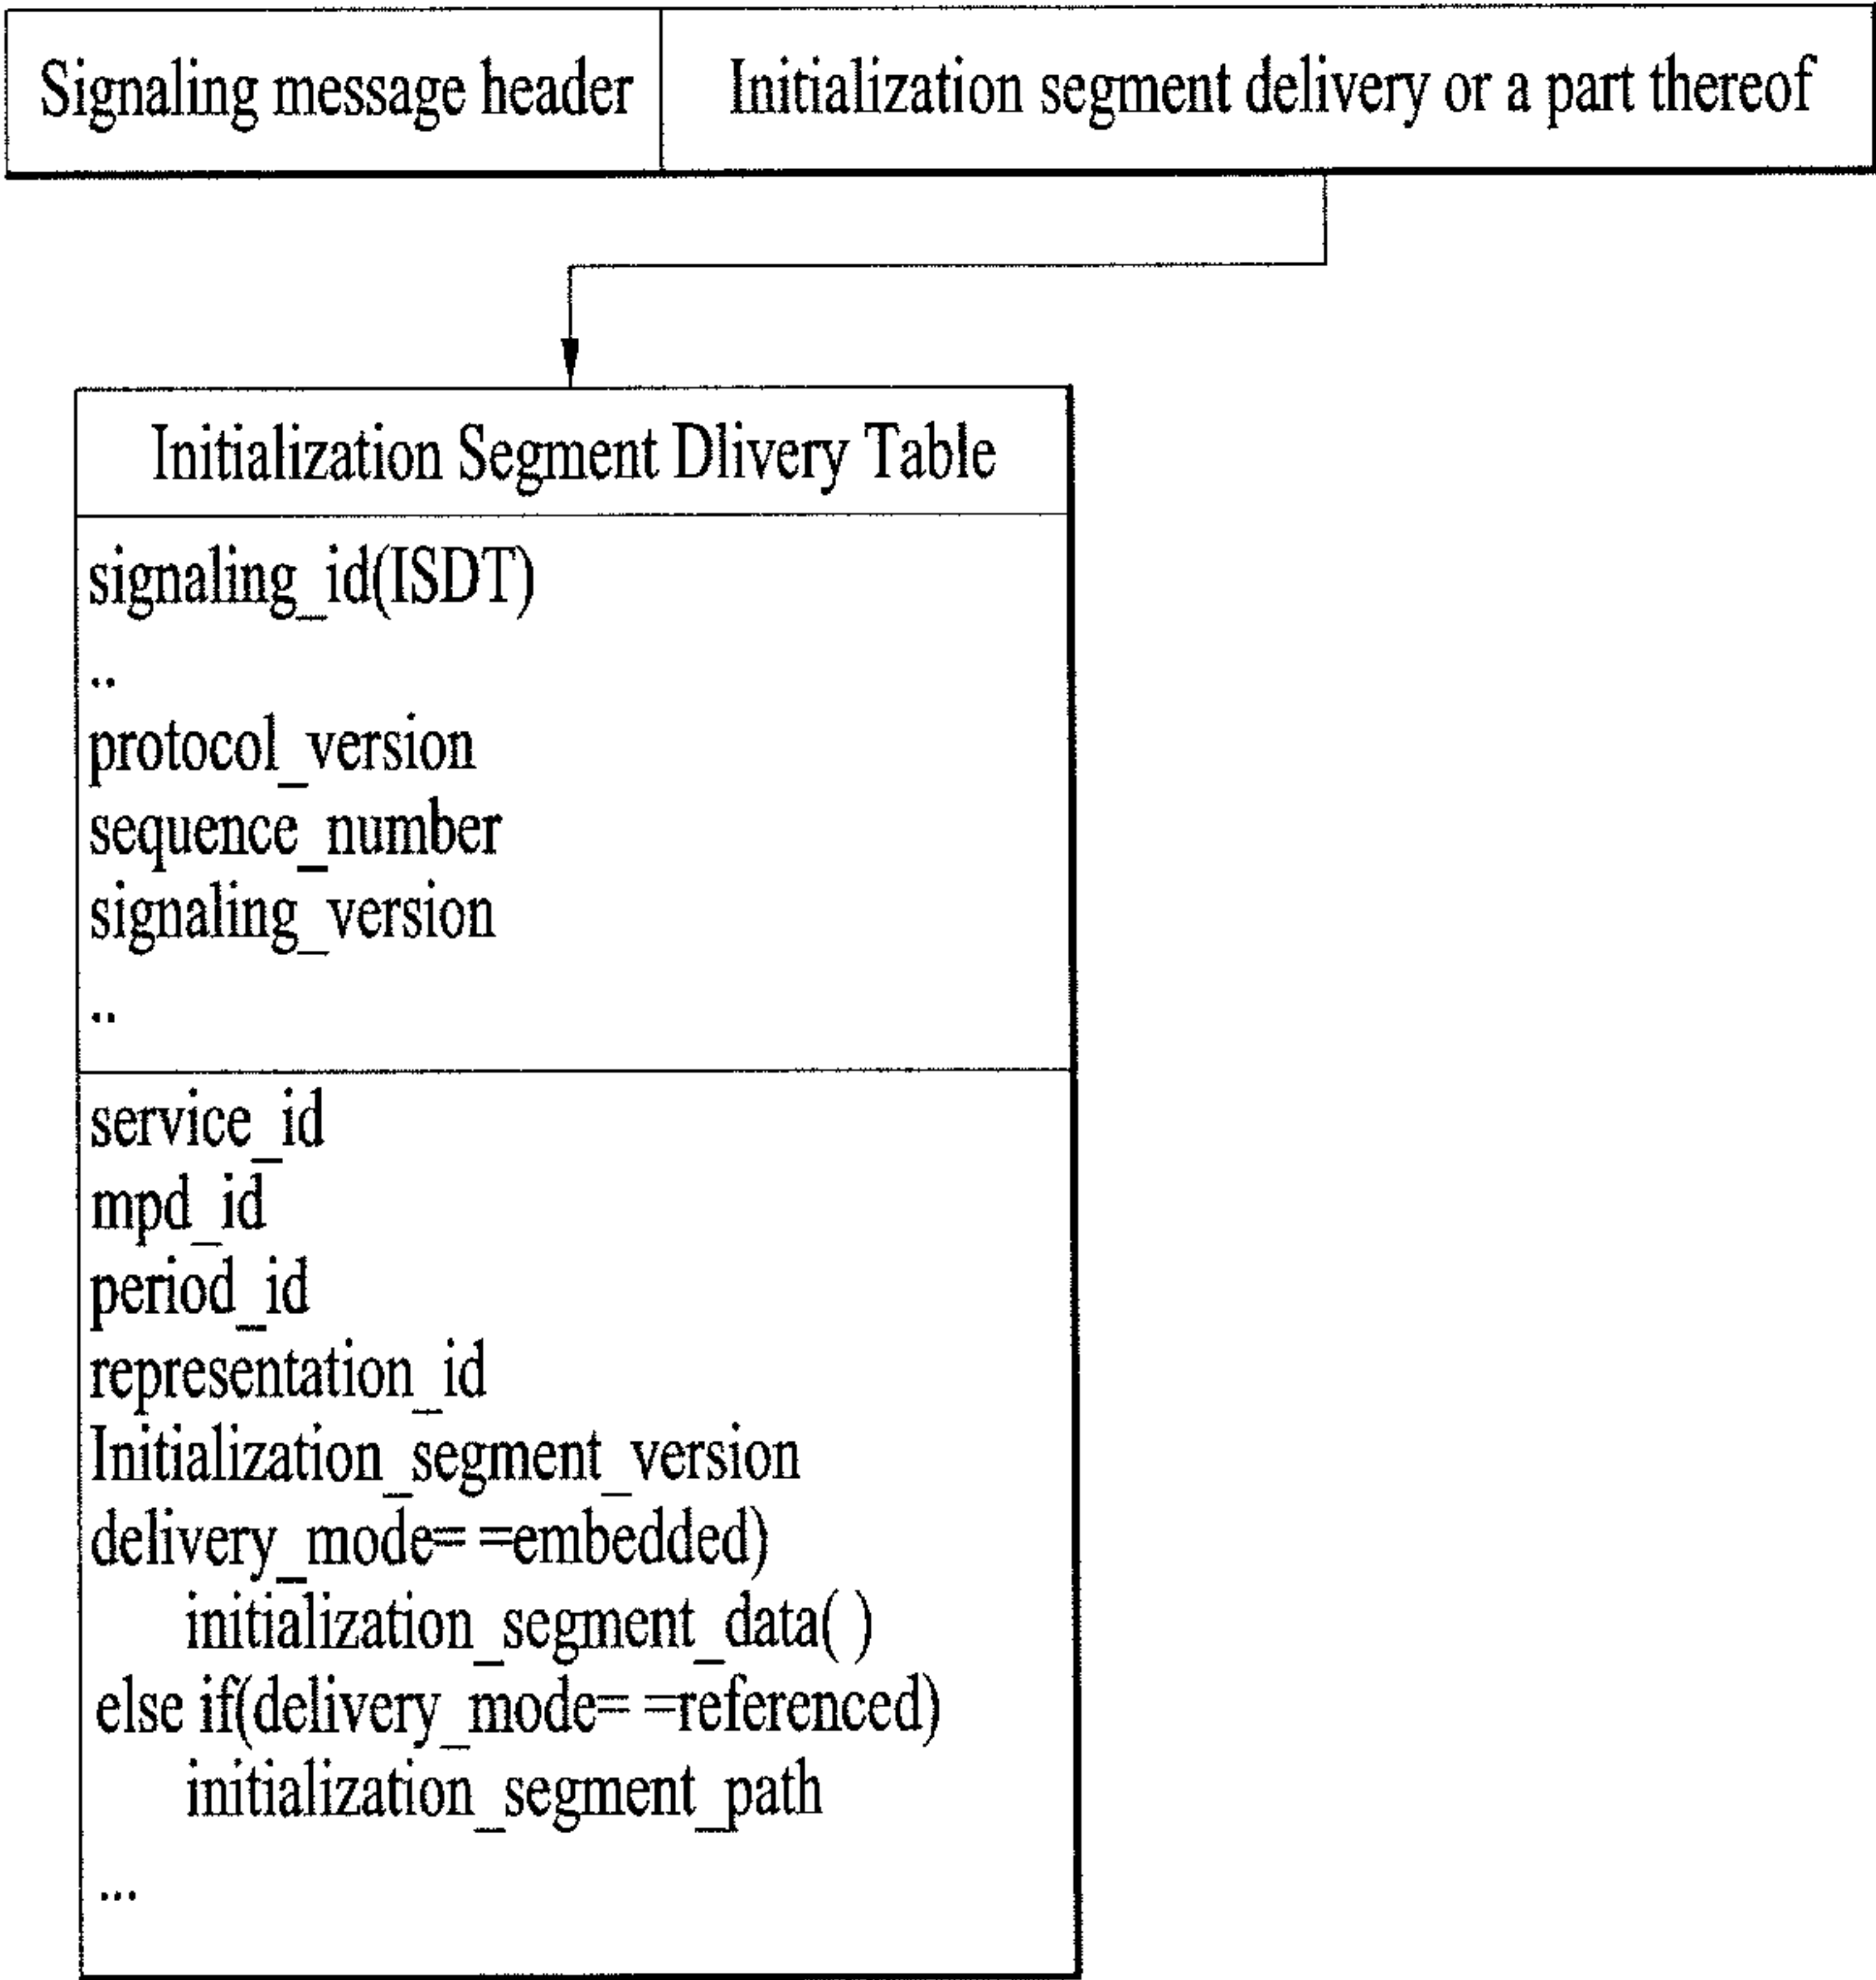 Signaling message header
Initialization segment delivery or a part thereof
Initialization Segment Dlivery Table
signaling_id(ISDT)
..
protocol_version
sequence_number
signaling_version
..
service_id
mpd_id
period_id
representation_id
Initialization_segment_version
delivery_mode= =embedded)
initialization_segment_data( )
else if(delivery_mode= =referenced)
initialization_segment_path
...